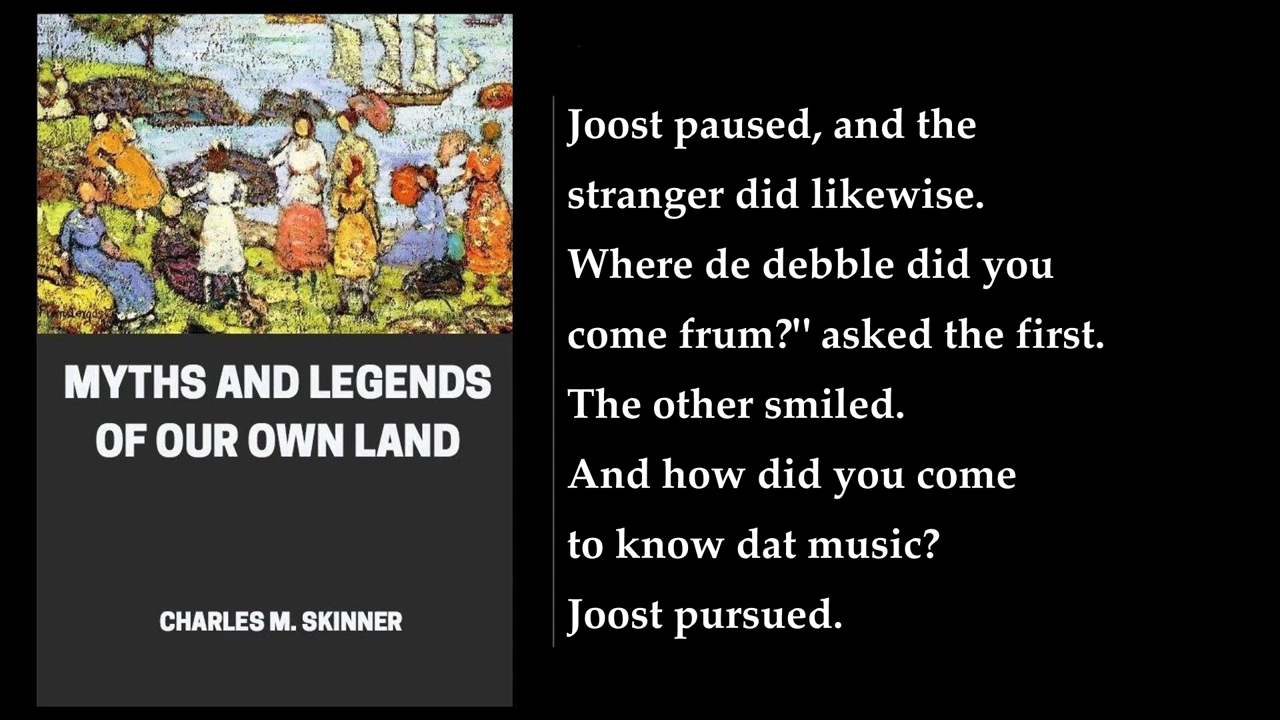 MYTHS AND LEGENDS
OF OUR OWN LAND
CHARLES M. SKINNER
Joost paused, and the
stranger did likewise.
Where de debble did you
come frum?" asked the first.
The other smiled.
And how did you come
to know dat music?
Joost pursued.